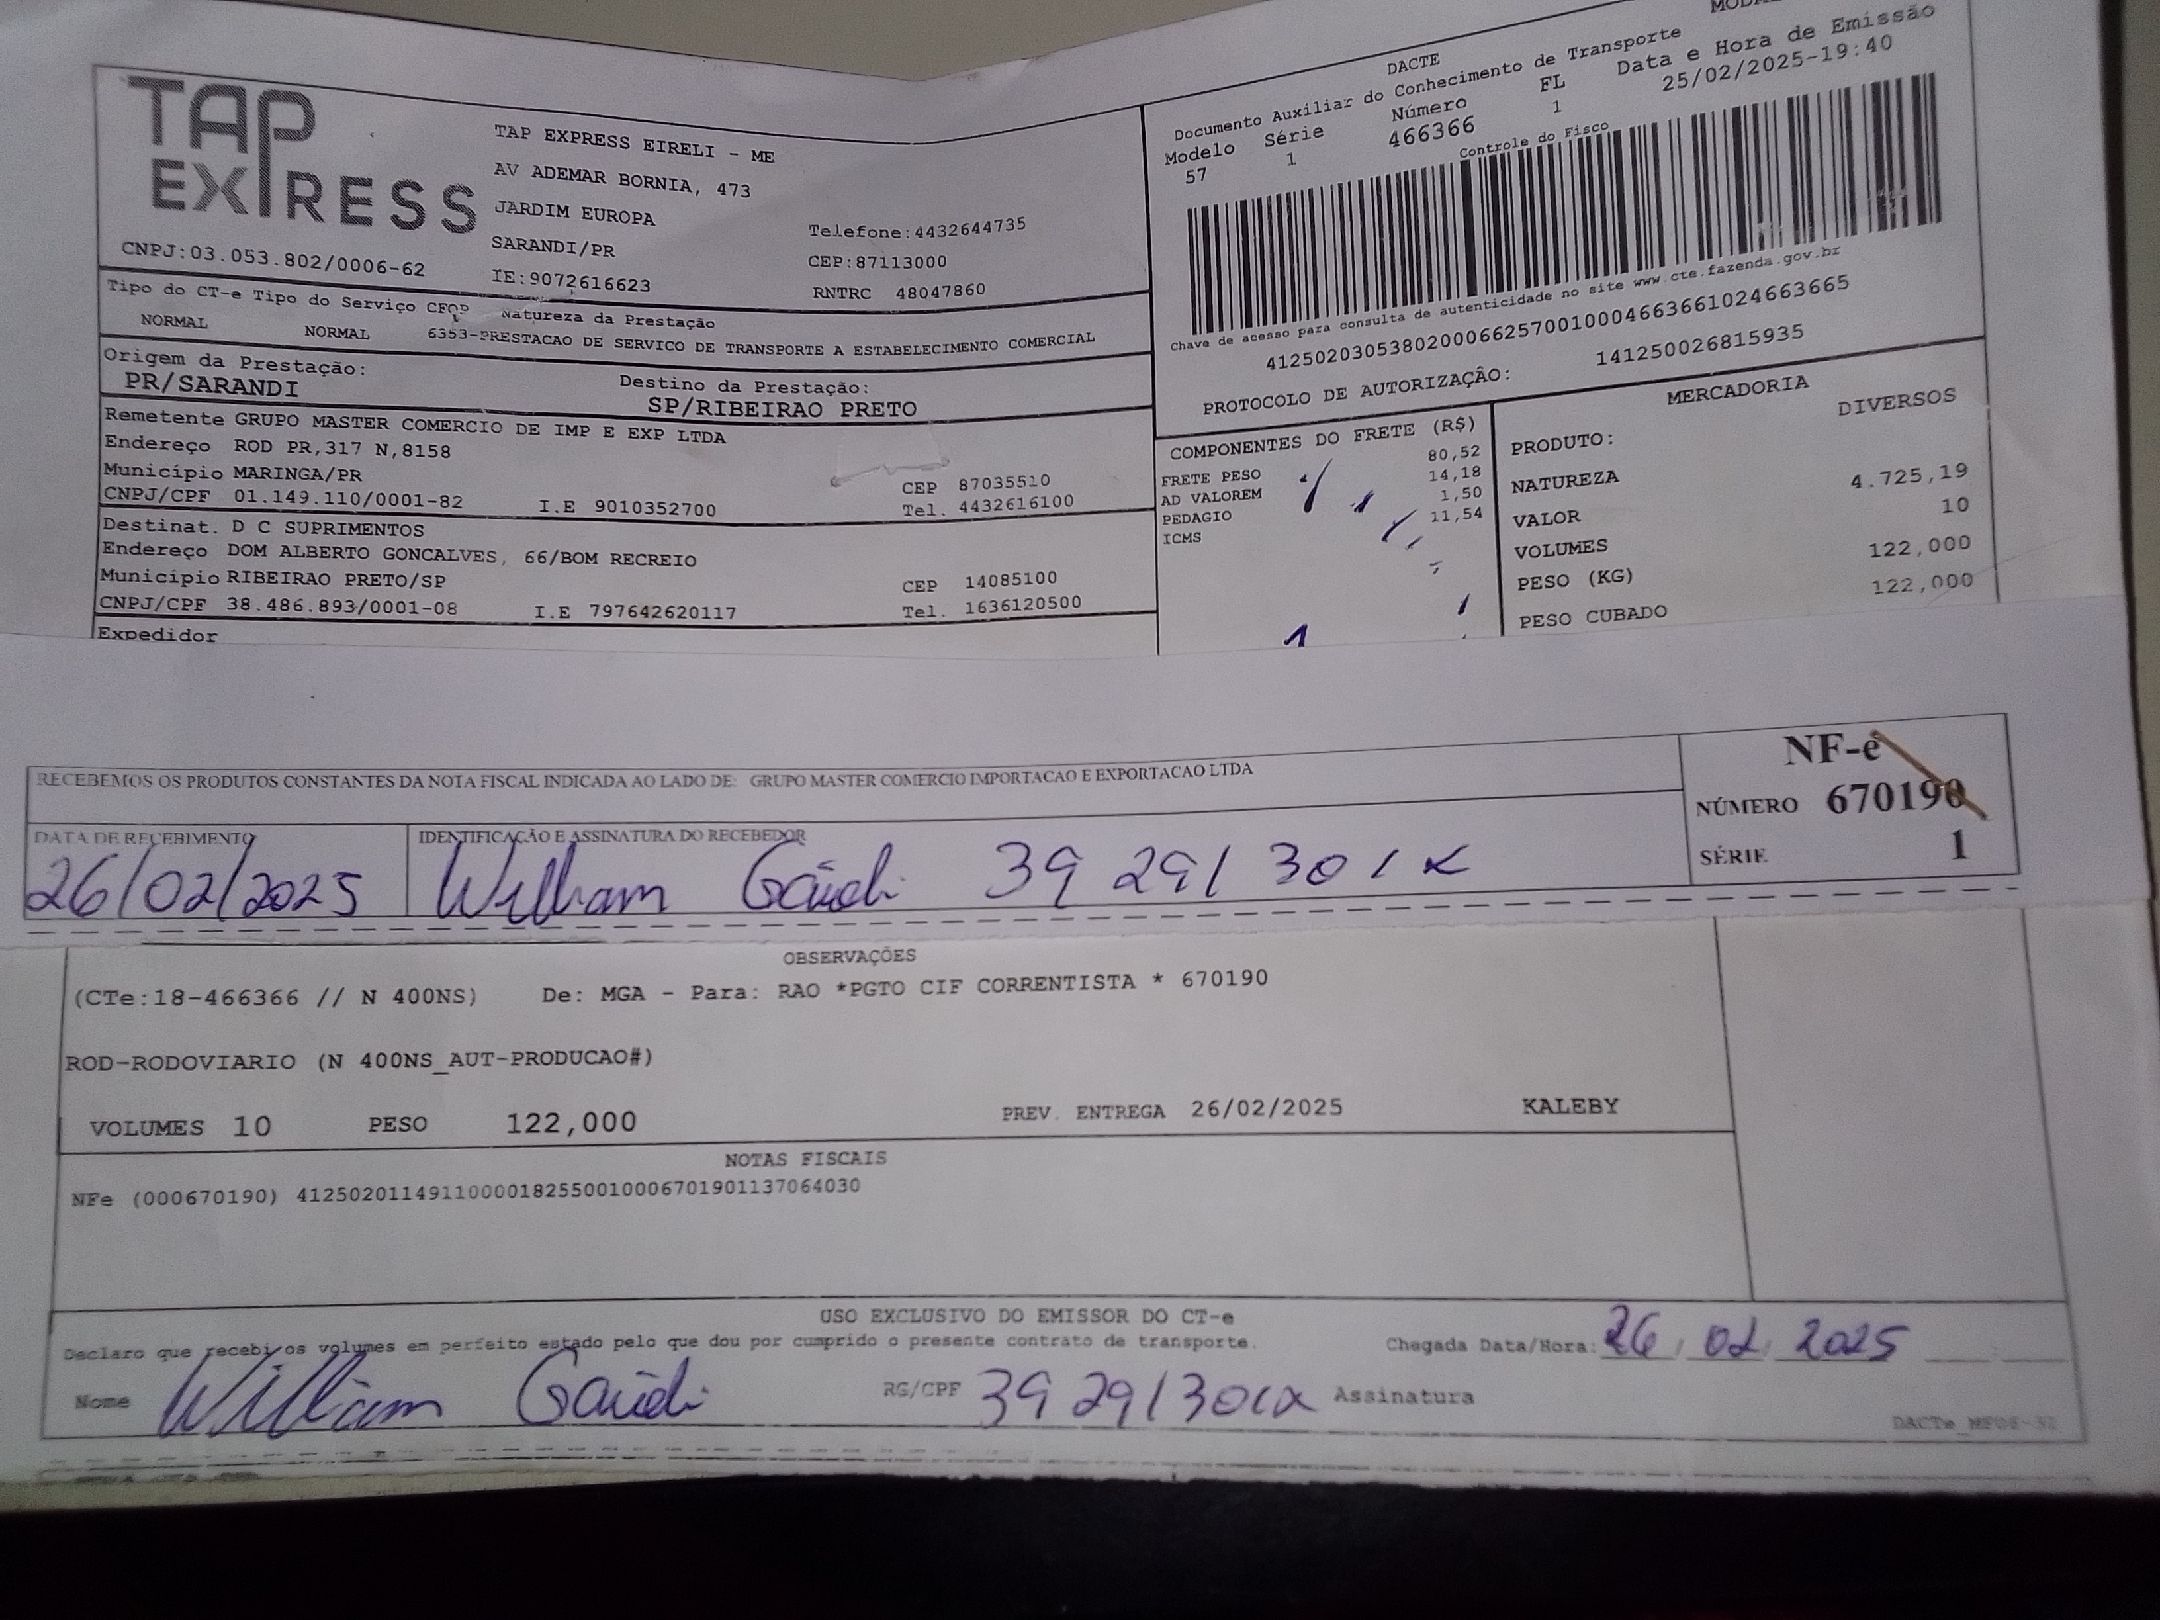 DACTE
Documento Auxiliar do Conhecimento de Transporte
Modelo Série Número FL Data e Hora de Emissão
57 1 466366 1 25/02/2025-19:40
Controle do Fisco
TAP EXPRESS
TAP EXPRESS EIRELI - ME
AV ADEMAR BORNIA, 473
JARDIM EUROPA
SARANDI/PR
IE:9072616623
Telefone:4432644735
CEP:87113000
RNTRC 48047860
CNPJ:03.053.802/0006-62
Chave de acesso para consulta de autenticidade no site www.cte.fazenda.gov.br
41250203053802000662570010004663661024663665
PROTOCOLO DE AUTORIZAÇÂO: 141250026815935
Tipo do CT-e Tipo do Serviço CFOP Natureza da Prestação
NORMAL NORMAL 6353-PRESTACAO DE SERVICO DE TRANSPORTE A ESTABELECIMENTO COMERCIAL
Origem da Prestação: Destino da Prestação:
PR/SARANDI SP/RIBEIRAO PRETO
Remetente GRUPO MASTER COMERCIO DE IMP E EXP LTDA
Endereço ROD PR,317 N,8158
Município MARINGA/PR CEP 87035510
CNPJ/CPF 01.149.110/0001-82 I.E 9010352700 Tel. 4432616100
Destinat. D C SUPRIMENTOS
Endereço DOM ALBERTO GONCALVES, 66/BOM RECREIO
Município RIBEIRAO PRETO/SP CEP 14085100
CNPJ/CPF 38.486.893/0001-08 I.E 797642620117 Tel. 1636120500
Expedidor
COMPONENTES DO FRETE (R$)
FRETE PESO 80,52
AD VALOREM 14,18
PEDAGIO 1,50
ICMS 11,54
MERCADORIA
PRODUTO: DIVERSOS
NATUREZA
VALOR 4.725,19
VOLUMES 10
PESO (KG) 122,000
PESO CUBADO 122,000
RECEBEMOS OS PRODUTOS CONSTANTES DA NOTA FISCAL INDICADA AO LADO DE: GRUPO MASTER COMERCIO IMPORTACAO E EXPORTACAO LTDA
NF-e
NÚMERO 670190
SÉRIE 1
DATA DE RECEBIMENTO IDENTIFICAÇÃO E ASSINATURA DO RECEBEDOR
26/02/2025 William 39 291 301 X
OBSERVAÇÕES
(CTe:18-466366 // N 400NS) De: MGA - Para: RAO *PGTO CIF CORRENTISTA * 670190
ROD-RODOVIARIO (N 400NS_AUT-PRODUCAO#)
VOLUMES 10 PESO 122,000 PREV. ENTREGA 26/02/2025 KALEBY
NOTAS FISCAIS
NFe (000670190) 41250201149110000182550010006701901137064030
USO EXCLUSIVO DO EMISSOR DO CT-e
Declaro que recebi os volumes em perfeito estado pelo que dou por cumprido o presente contrato de transporte. Chegada Data/Hora: 26/02/2025
Nome William RG/CPF 39 291301X Assinatura